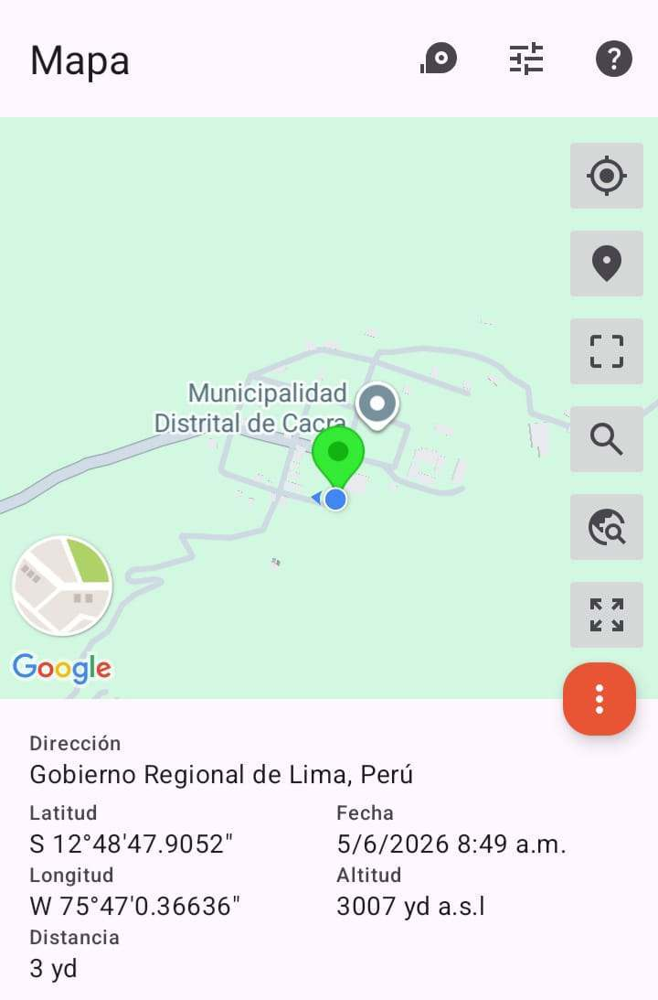 Mapa
Municipalidad
Distrital de Cacra
Google
Dirección
Gobierno Regional de Lima, Perú
Latitud
S 12°48'47.9052"
Longitud
W 75°47'0.36636"
Distancia
3 yd
Fecha
5/6/2026 8:49 a.m.
Altitud
3007 yd a.s.l